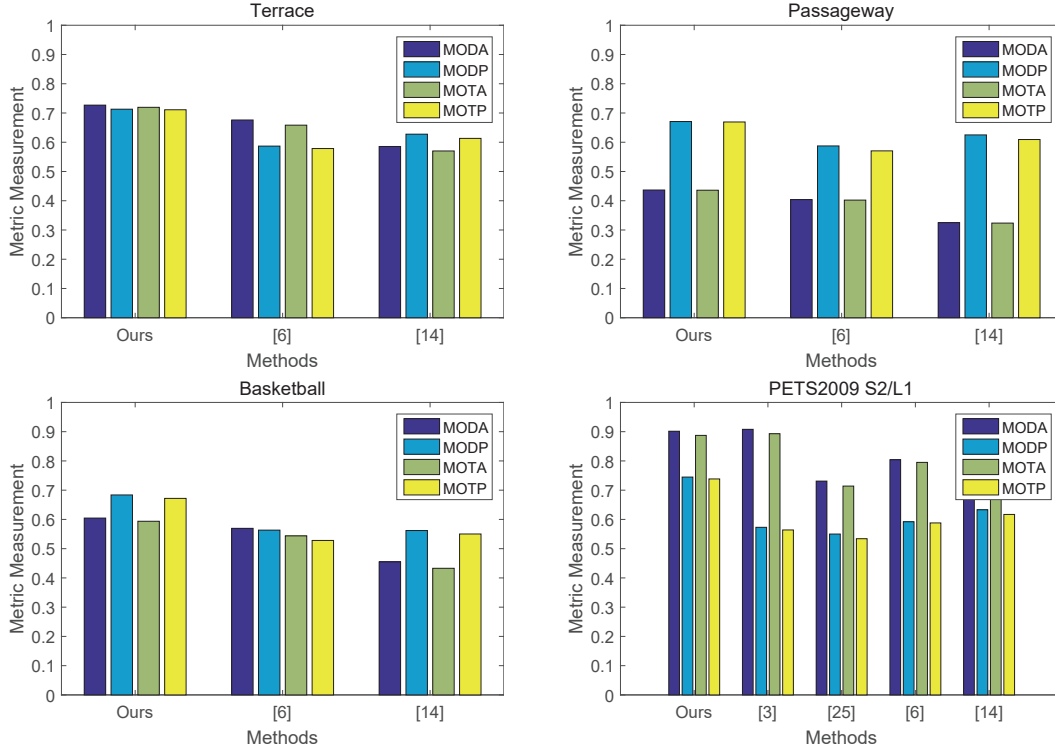 Terrace
1
0.9
0.8
0.7
0.6
0.5
0.4
0.3
0.2
0.1
0
Metric Measurement
MODA
MODP
MOTA
MOTP
Ours [6] [14]
Methods
Passageway
1
0.9
0.8
0.7
0.6
0.5
0.4
0.3
0.2
0.1
0
Metric Measurement
MODA
MODP
MOTA
MOTP
Ours [6] [14]
Methods
Basketball
1
0.9
0.8
0.7
0.6
0.5
0.4
0.3
0.2
0.1
0
Metric Measurement
MODA
MODP
MOTA
MOTP
Ours [6] [14]
Methods
PETS2009 S2/L1
1
0.9
0.8
0.7
0.6
0.5
0.4
0.3
0.2
0.1
0
Metric Measurement
MODA
MODP
MOTA
MOTP
Ours [3] [25] [6] [14]
Methods